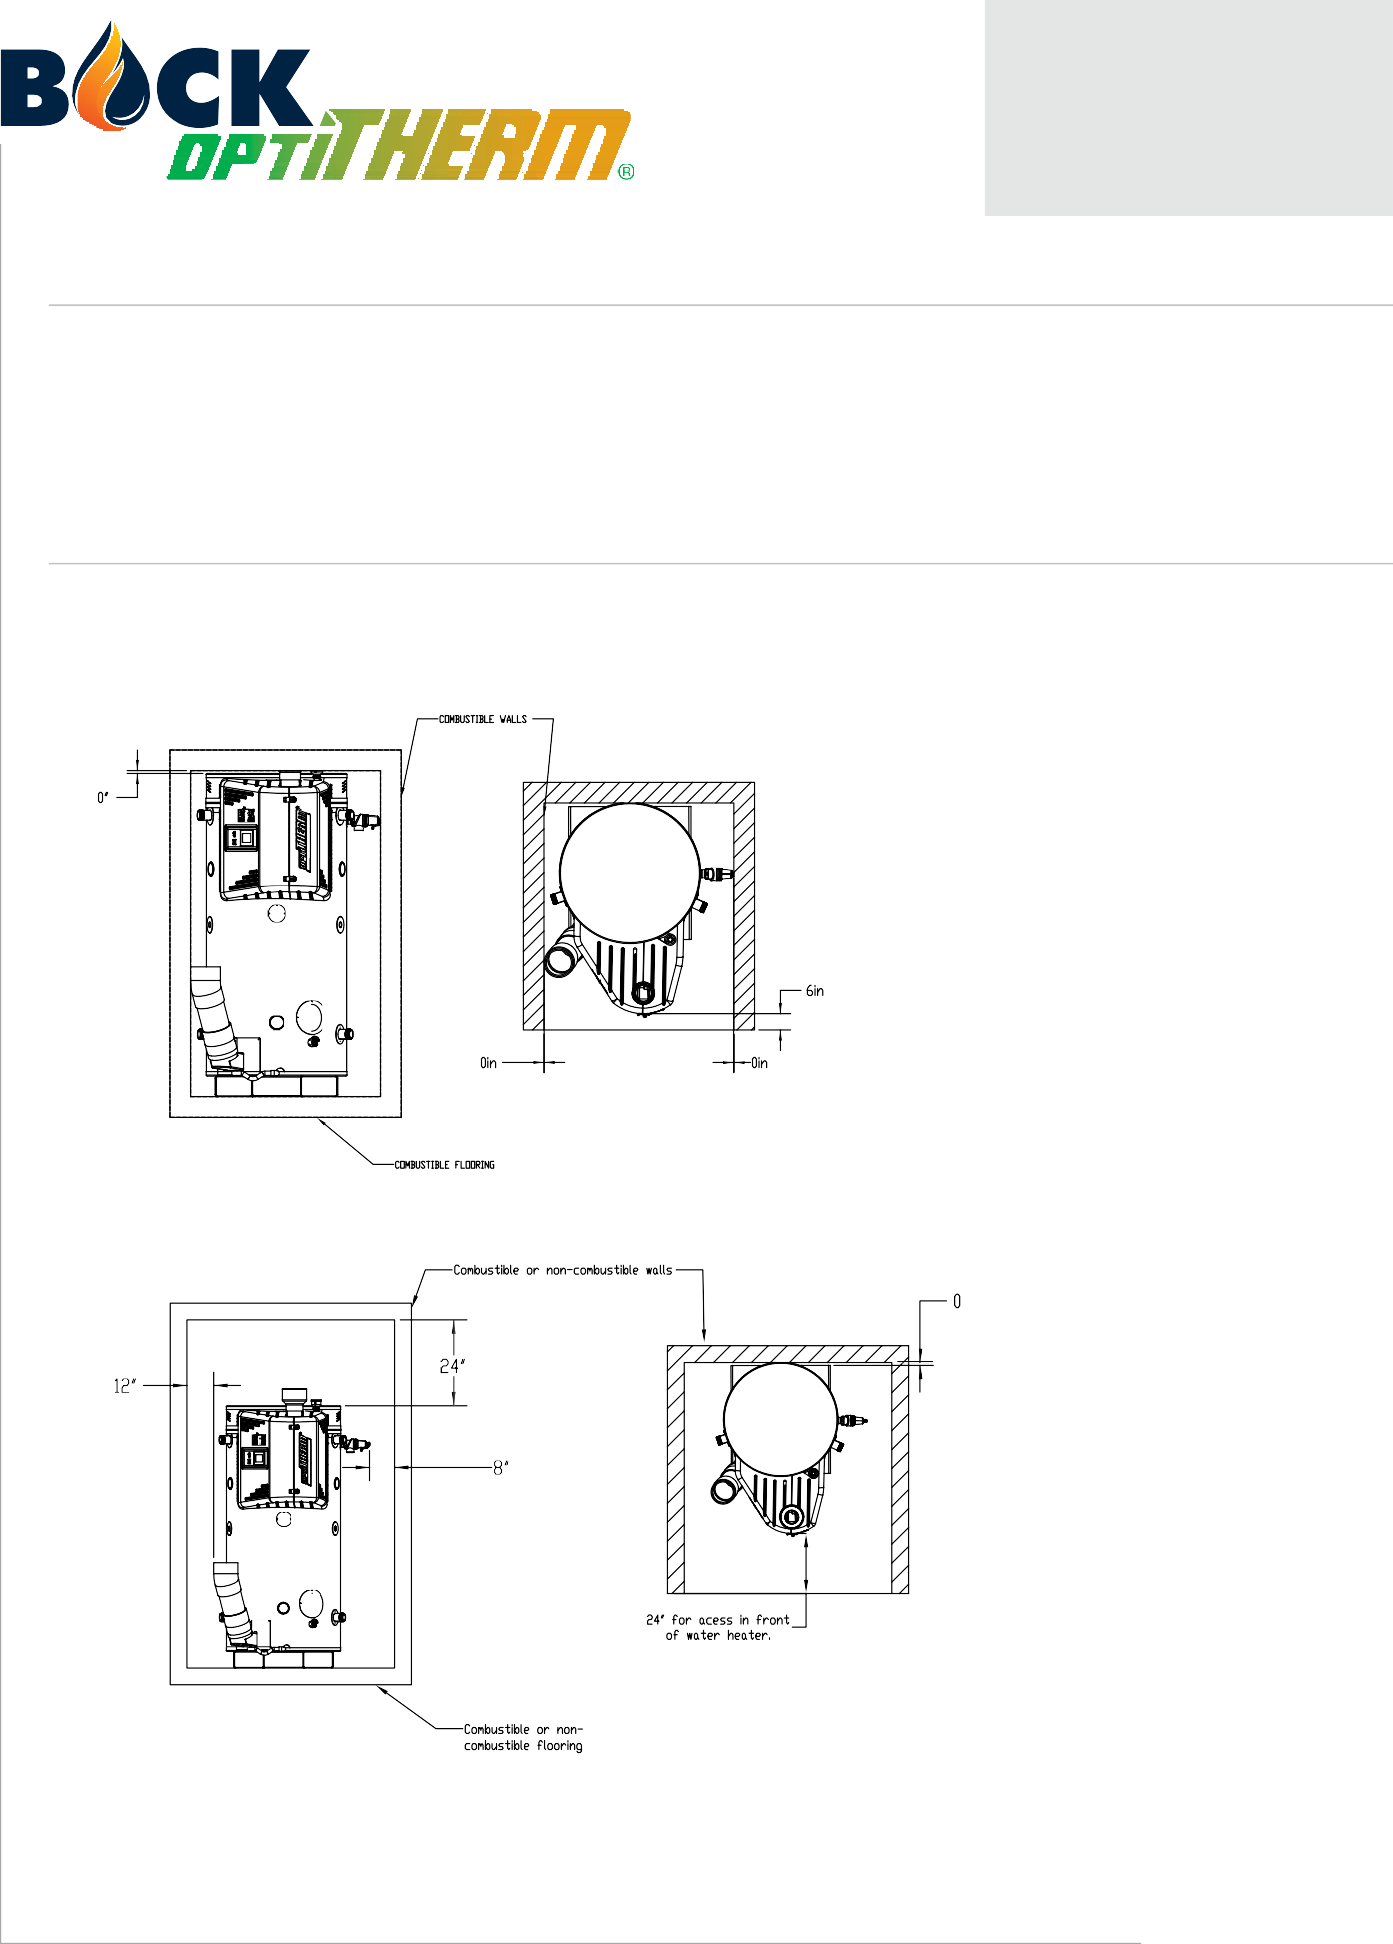 BOCK
OPTiTHERM®
COMBUSTIBLE WALLS
0"
6in
0in
0in
COMBUSTIBLE FLOORING
Combustible or non-combustible walls
0
24"
12"
8"
24" for acess in front
of water heater.
Combustible or non-
combustible flooring